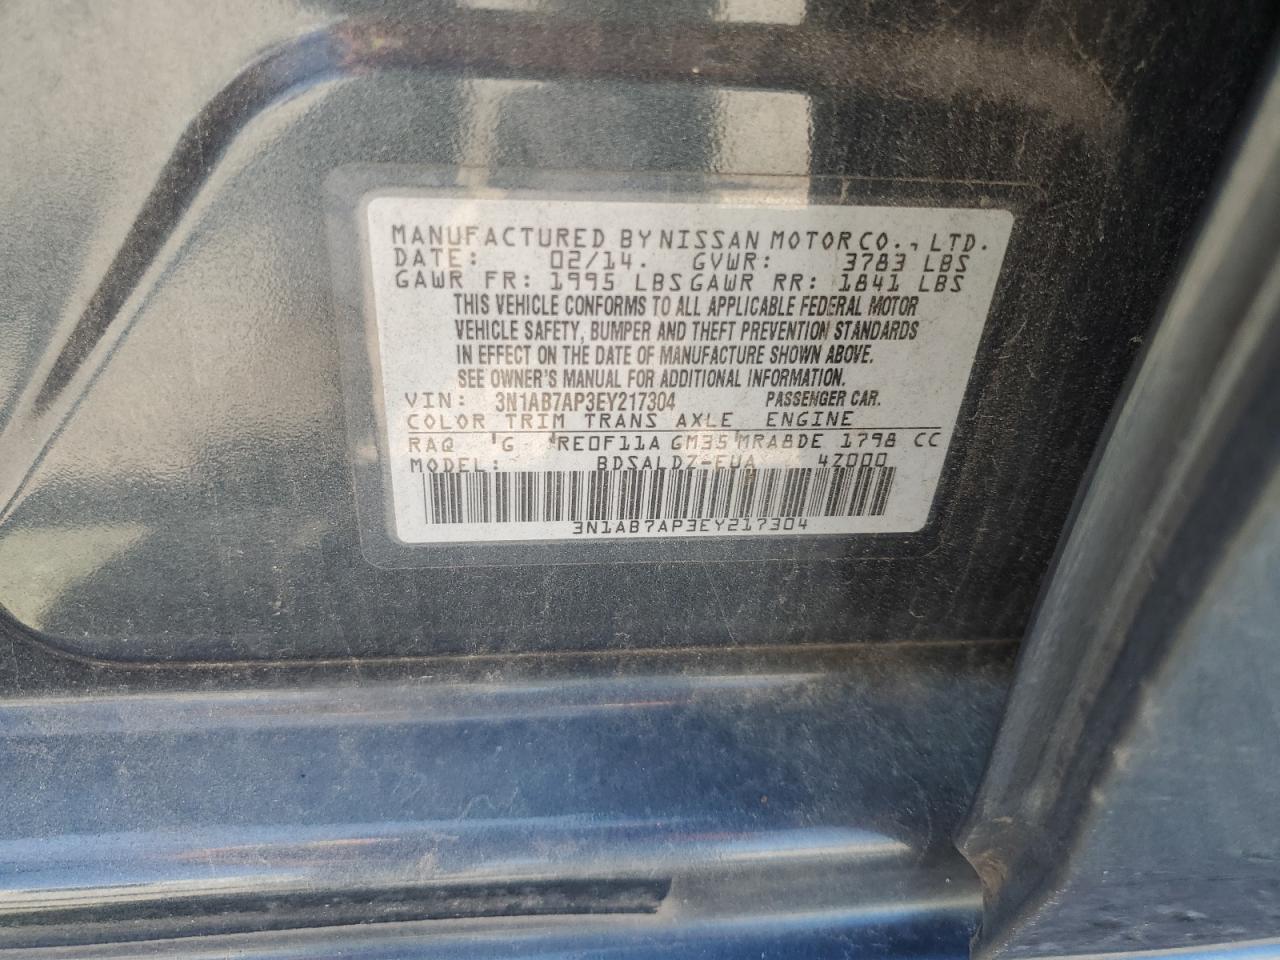 MANUFACTURED BY NISSAN MOTOR CO., LTD.
DATE: 02/14. GVWR: 3783 LBS
GAWR FR: 1995 LBS GAWR RR: 1841 LBS
THIS VEHICLE CONFORMS TO ALL APPLICABLE FEDERAL MOTOR
VEHICLE SAFETY, BUMPER AND THEFT PREVENTION STANDARDS
IN EFFECT ON THE DATE OF MANUFACTURE SHOWN ABOVE.
SEE OWNER'S MANUAL FOR ADDITIONAL INFORMATION.
VIN: 3N1AB7AP3EY217304 PASSENGER CAR.
COLOR TRIM TRANS AXLE ENGINE
RAQ G RE0F11A GM35 MRA8DE 1798 CC
MODEL: BDSALDZ-EUA 4Z000
3N1AB7AP3EY217304